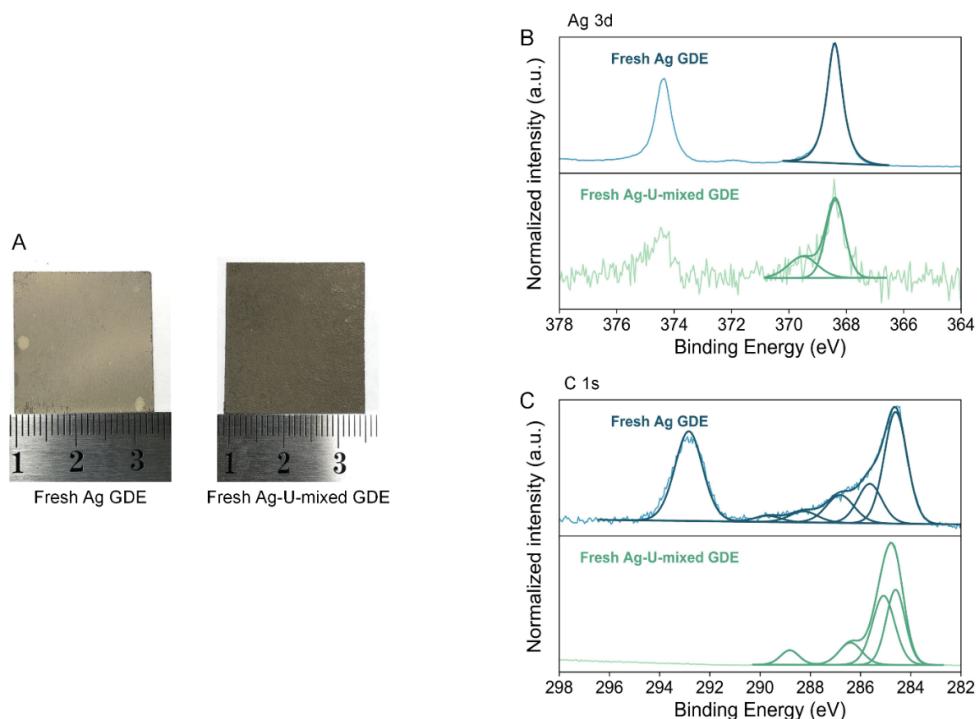 A
1 2 3
Fresh Ag GDE
1 2 3
Fresh Ag-U-mixed GDE
B
Ag 3d
Normalized intensity (a.u.)
Fresh Ag GDE
Fresh Ag-U-mixed GDE
378 376 374 372 370 368 366 364
Binding Energy (eV)
C
C 1s
Normalized intensity (a.u.)
Fresh Ag GDE
Fresh Ag-U-mixed GDE
298 296 294 292 290 288 286 284 282
Binding Energy (eV)